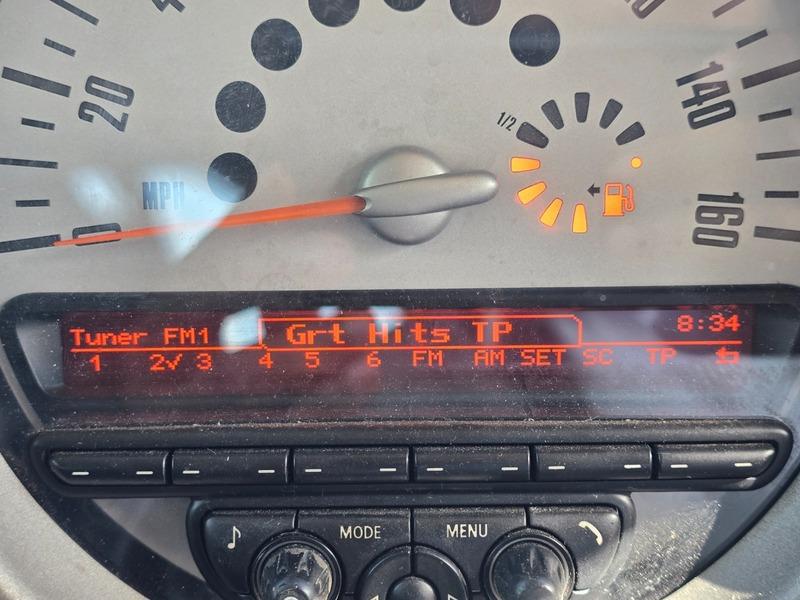 20
MPH
0
1/2
140
160
Tuner FM1 Grt Hits TP 8:34
1 2√ 3 4 5 6 FM AM SET SC TP
MODE MENU